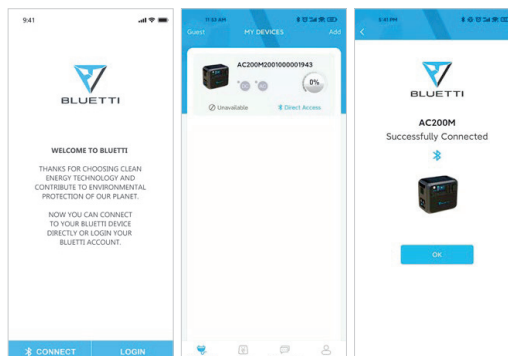 9:41
BLUETTI
WELCOME TO BLUETTI
THANKS FOR CHOOSING CLEAN
ENERGY TECHNOLOGY AND
CONTRIBUTE TO ENVIRONMENTAL
PROTECTION OF OUR PLANET.
NOW YOU CAN CONNECT
TO YOUR BLUETTI DEVICE
DIRECTLY OR LOGIN YOUR
BLUETTI ACCOUNT.
CONNECT LOGIN
Guest MY DEVICES Add
AC200M2001000001943
DC AC 0%
Unavailable Direct Access
BLUETTI
AC200M
Successfully Connected
OK